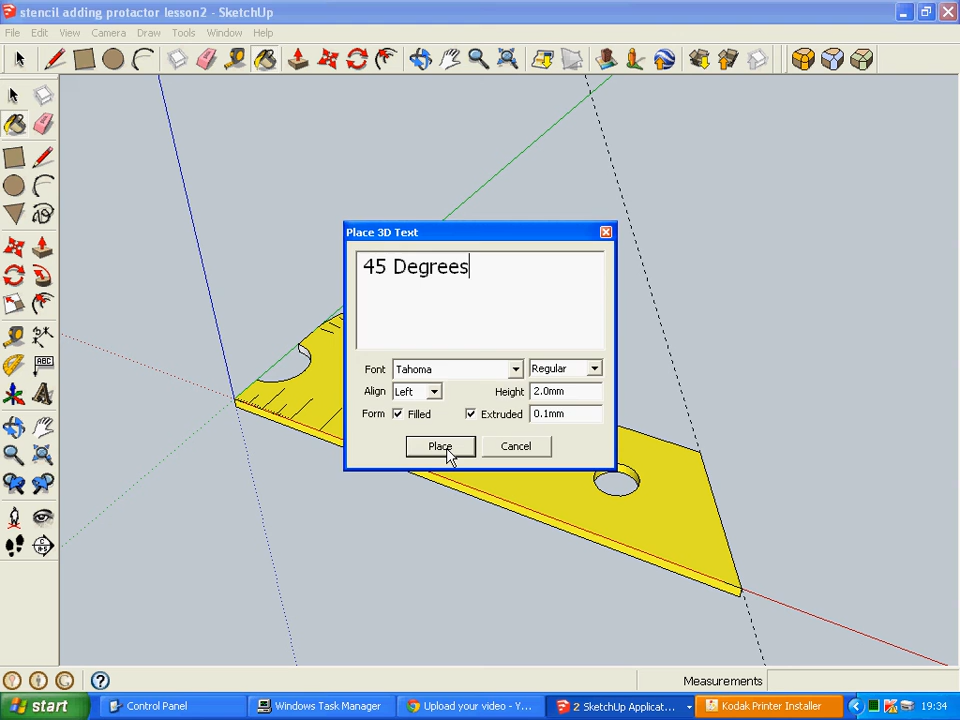 stencil adding protactor lesson2 - SketchUp
File Edit View Camera Draw Tools Window Help
Place 3D Text
45 Degrees
Font Tahoma Regular
Align Left Height 2.0mm
Form Filled Extruded 0.1mm
Place Cancel
ABC
Measurements
start Control Panel Windows Task Manager Upload your video - Y... 2 SketchUp Applicat... Kodak Printer Installer 19:34